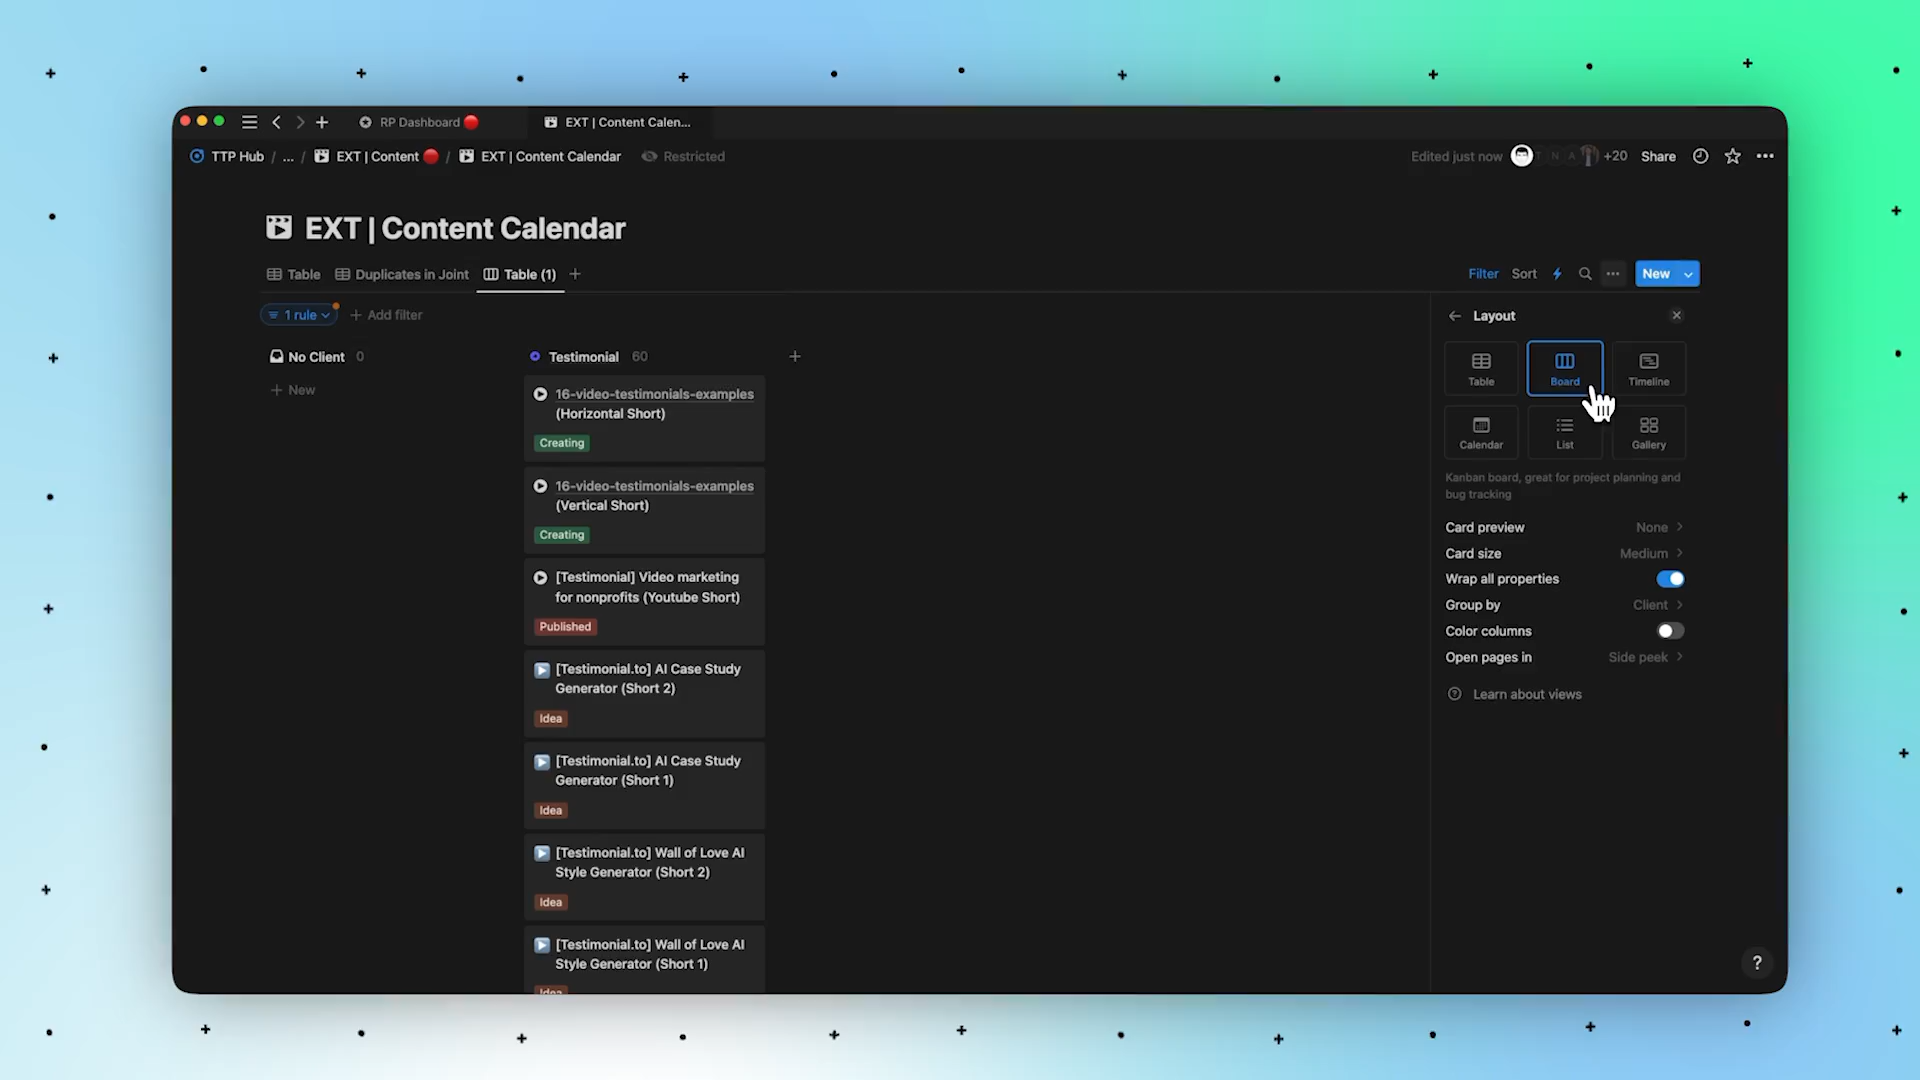 RP Dashboard
EXT | Content Calen...
TTP Hub / ... / EXT | Content / EXT | Content Calendar Restricted
Edited just now N A +20 Share
EXT | Content Calendar
Table Duplicates in Joint Table (1)
Filter Sort New
1 rule Add filter
Layout
No Client 0
Testimonial 60
New
16-video-testimonials-examples
(Horizontal Short)
Creating
16-video-testimonials-examples
(Vertical Short)
Creating
[Testimonial] Video marketing
for nonprofits (Youtube Short)
Published
[Testimonial.to] AI Case Study
Generator (Short 2)
Idea
[Testimonial.to] AI Case Study
Generator (Short 1)
Idea
[Testimonial.to] Wall of Love AI
Style Generator (Short 2)
Idea
[Testimonial.to] Wall of Love AI
Style Generator (Short 1)
Idea
Table Board Timeline
Calendar List Gallery
Kanban board, great for project planning and
bug tracking
Card preview None
Card size Medium
Wrap all properties
Group by Client
Color columns
Open pages in Side peek
? Learn about views
?